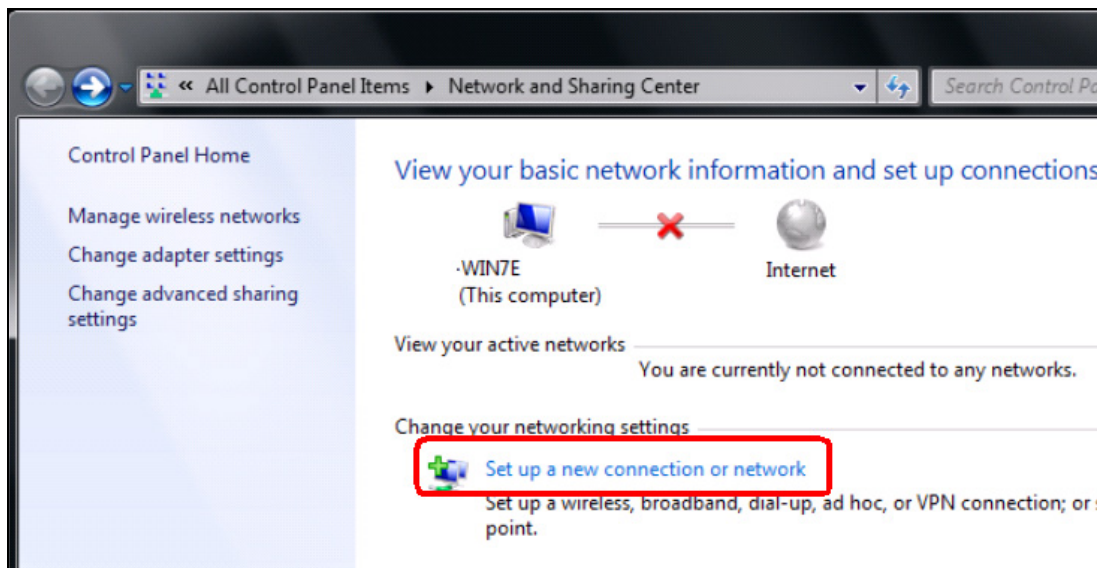 « All Control Panel Items ▸ Network and Sharing Center
Search Control
Control Panel Home
Manage wireless networks
Change adapter settings
Change advanced sharing
settings
View your basic network information and set up connections
-WIN7E
(This computer)
Internet
View your active networks
You are currently not connected to any networks.
Change your networking settings
Set up a new connection or network
Set up a wireless, broadband, dial-up, ad hoc, or VPN connection; or
point.